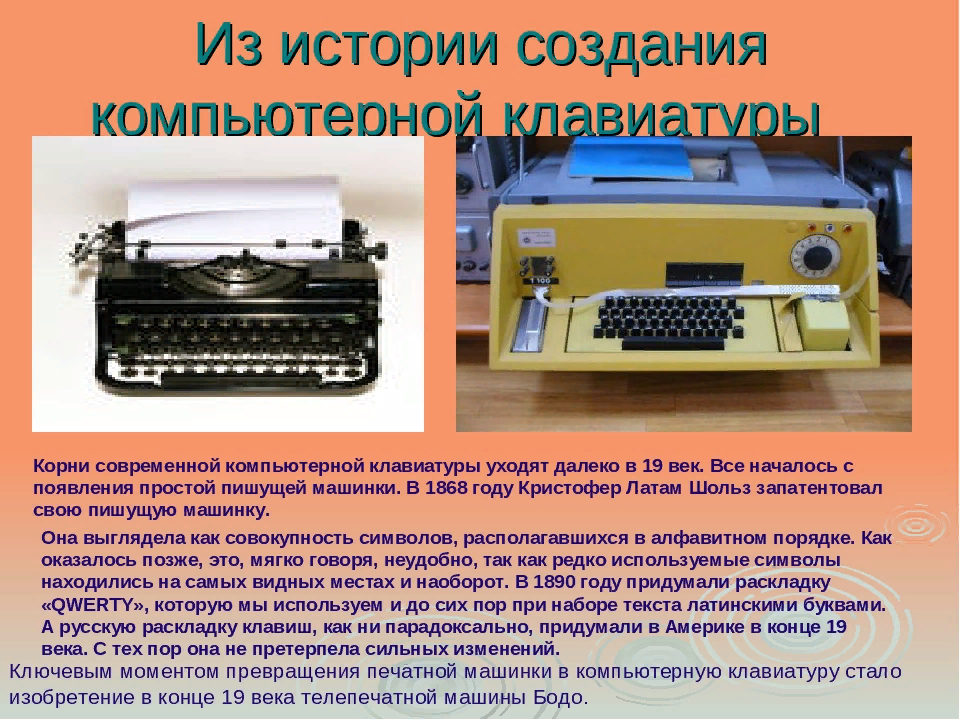 Из истории создания
компьютерной клавиатуры
T 100
Корни современной компьютерной клавиатуры уходят далеко в 19 век. Все началось с
появления простой пишущей машинки. В 1868 году Кристофер Латам Шольз запатентовал
свою пишущую машинку.
Она выглядела как совокупность символов, располагавшихся в алфавитном порядке. Как
оказалось позже, это, мягко говоря, неудобно, так как редко используемые символы
находились на самых видных местах и наоборот. В 1890 году придумали раскладку
«QWERTY», которую мы используем и до сих пор при наборе текста латинскими буквами.
А русскую раскладку клавиш, как ни парадоксально, придумали в Америке в конце 19
века. С тех пор она не претерпела сильных изменений.
Ключевым моментом превращения печатной машинки в компьютерную клавиатуру стало
изобретение в конце 19 века телепечатной машины Бодо.